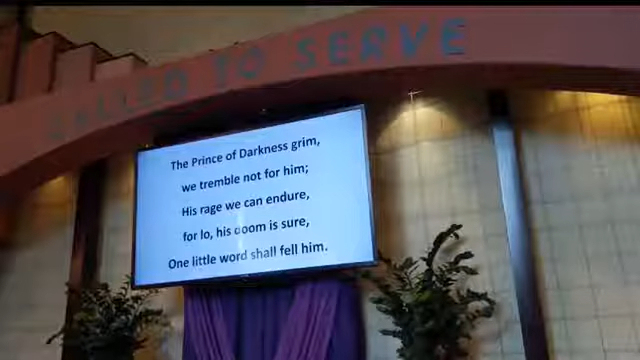 CALLED TO SERVE
The Prince of Darkness grim,
we tremble not for him;
His rage we can endure,
for lo, his doom is sure,
One little word shall fell him.